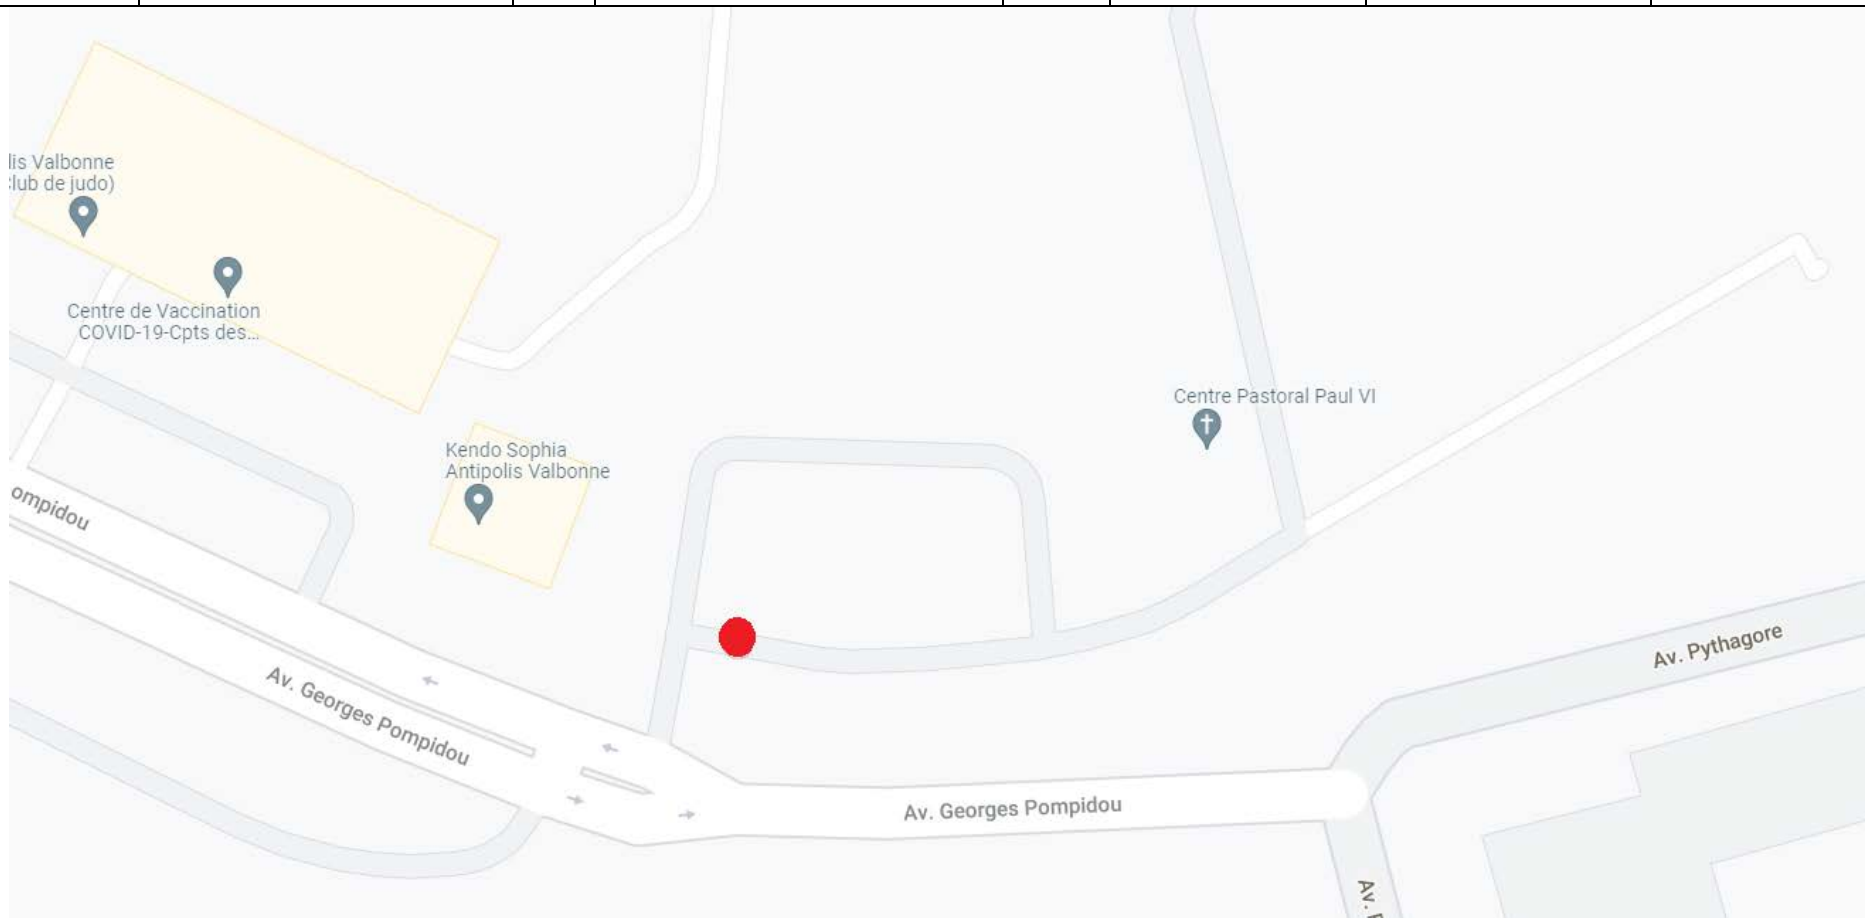 lis Valbonne
lub de judo)
Centre de Vaccination
COVID-19-Cpts des...
Centre Pastoral Paul VI
Kendo Sophia
Antipolis Valbonne
ompidou
Av. Pythagore
Av. Georges Pompidou
Av. Georges Pompidou
Av.